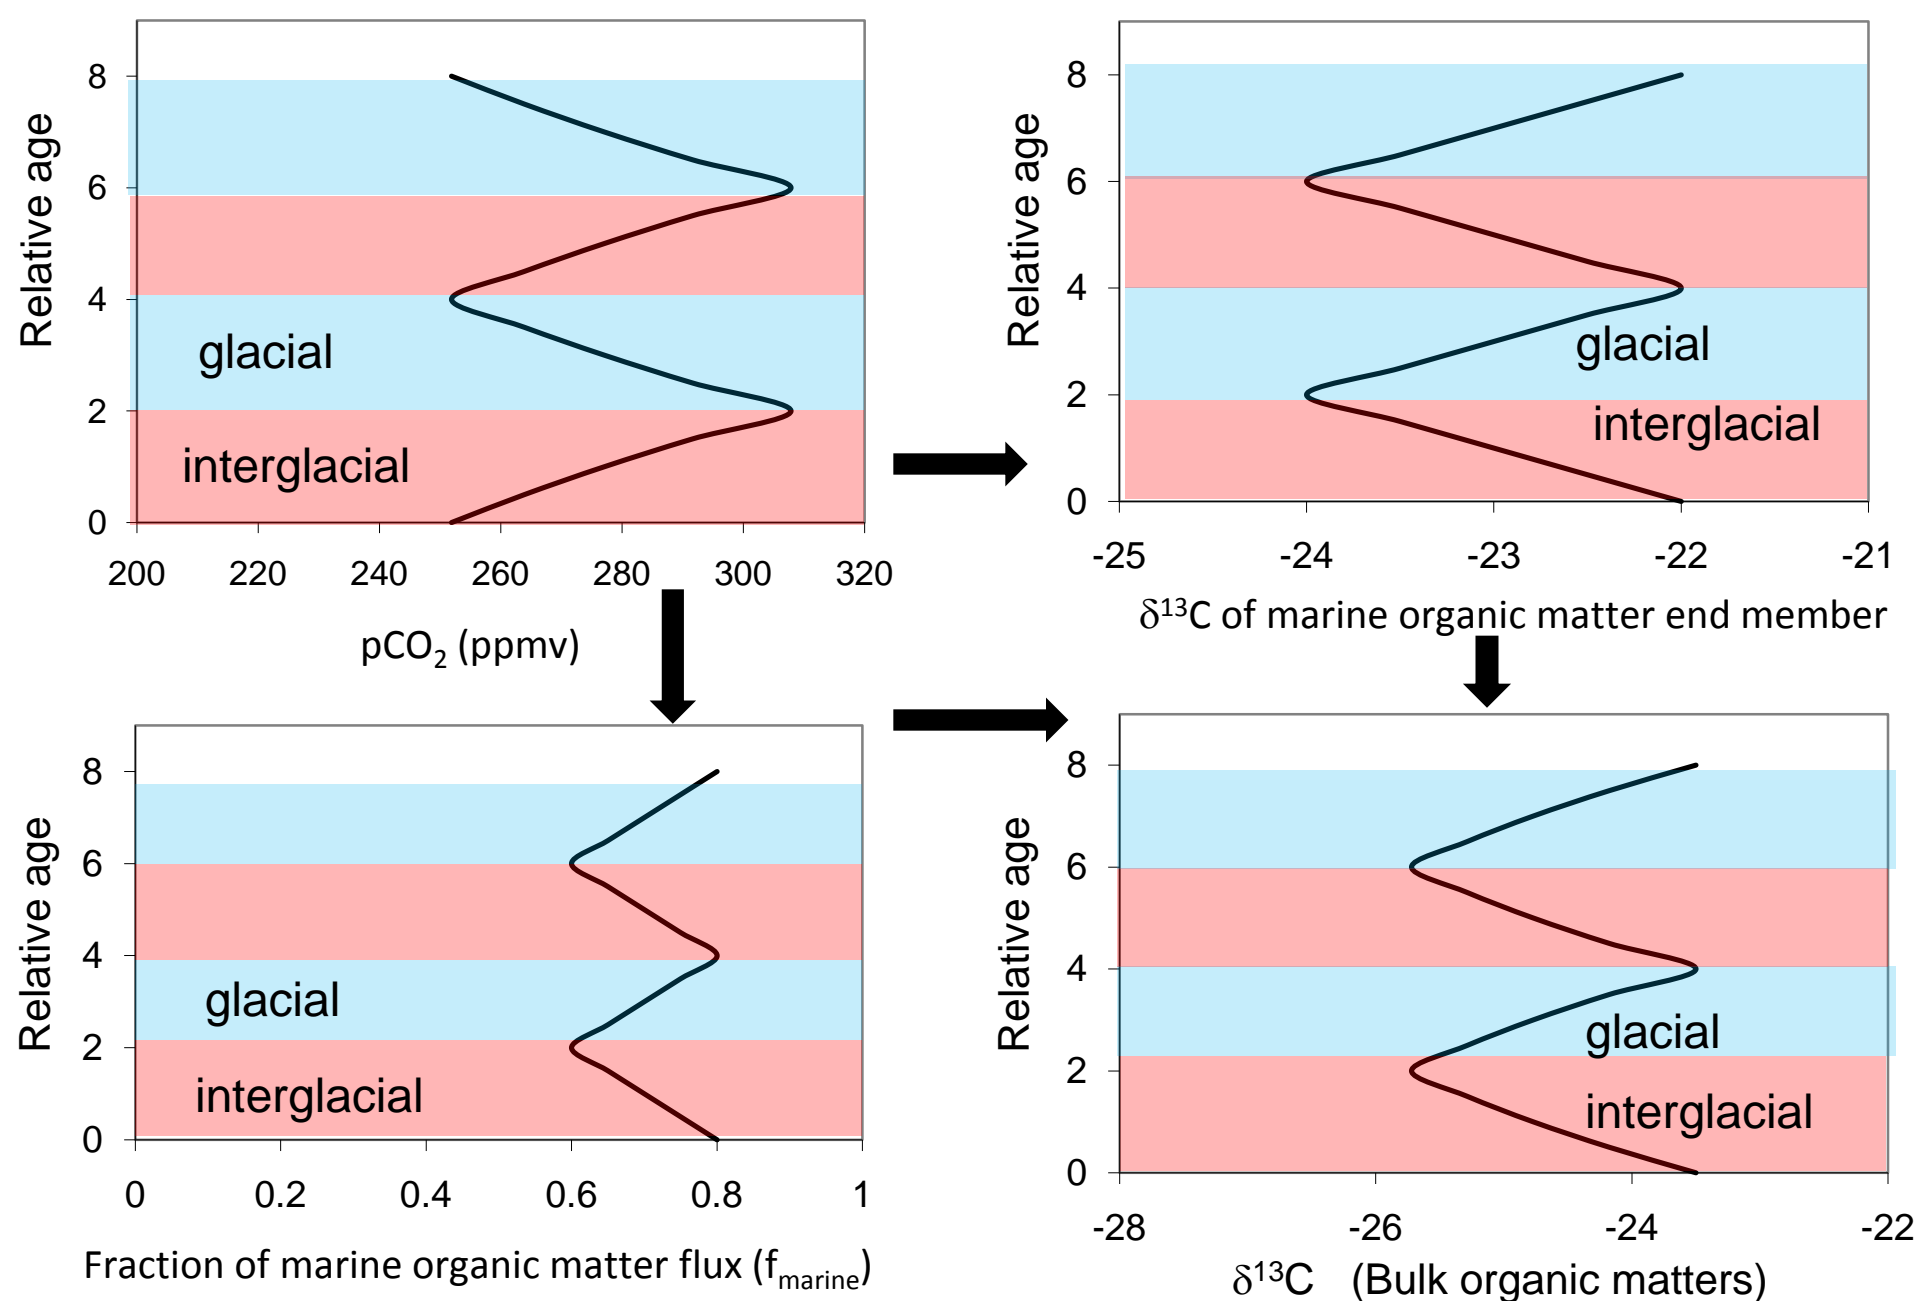 Relative age
8
6
4
2
0
glacial
interglacial
200 220 240 260 280 300 320
pCO₂ (ppmv)
Relative age
8
6
4
2
0
glacial
interglacial
-25 -24 -23 -22 -21
δ¹³C of marine organic matter end member
Relative age
8
6
4
2
0
glacial
interglacial
0 0.2 0.4 0.6 0.8 1
Fraction of marine organic matter flux (fmarine)
Relative age
8
6
4
2
0
glacial
interglacial
-28 -26 -24 -22
δ¹³C (Bulk organic matters)